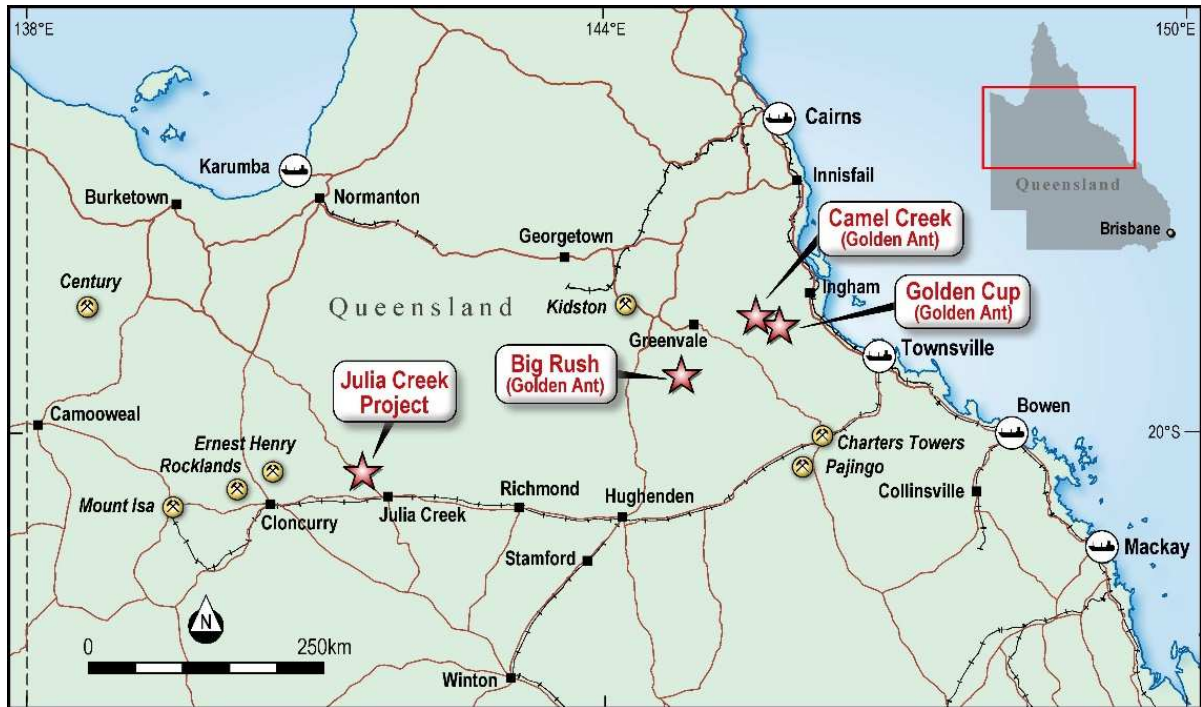 138°E
144°E
150°E
Cairns
Karumba
Innisfail
Normanton
Burketown
Queensland
Camel Creek
(Golden Ant)
Brisbane
Georgetown
Century
Queensland
Kidston
Ingham
Golden Cup
(Golden Ant)
Greenvale
Townsville
Big Rush
(Golden Ant)
Julia Creek
Project
Camooweal
Bowen
20°S
Ernest Henry
Charters Towers
Rocklands
Pajingo
Mount Isa
Richmond
Hughenden
Collinsville
Cloncurry
Julia Creek
Mackay
Stamford
N
0
250km
Winton